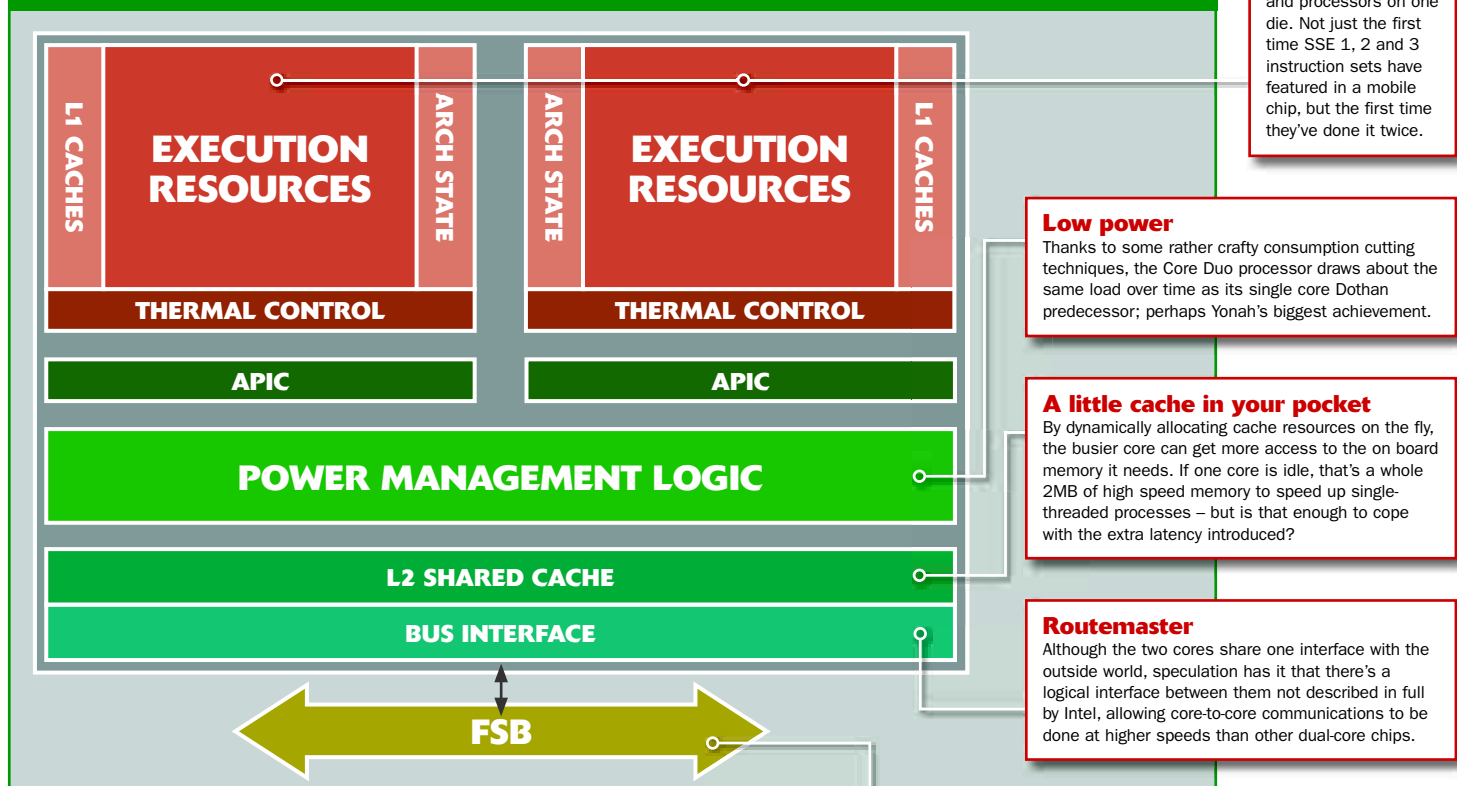 and processors on one
die. Not just the first
time SSE 1, 2 and 3
instruction sets have
featured in a mobile
chip, but the first time
they've done it twice.
L1 CACHES
EXECUTION
RESOURCES
ARCH STATE
THERMAL CONTROL
ARCH STATE
EXECUTION
RESOURCES
L1 CACHES
THERMAL CONTROL
APIC
APIC
POWER MANAGEMENT LOGIC
L2 SHARED CACHE
BUS INTERFACE
FSB
Low power
Thanks to some rather crafty consumption cutting
techniques, the Core Duo processor draws about the
same load over time as its single core Dothan
predecessor; perhaps Yonah's biggest achievement.
A little cache in your pocket
By dynamically allocating cache resources on the fly,
the busier core can get more access to the on board
memory it needs. If one core is idle, that's a whole
2MB of high speed memory to speed up single-
threaded processes – but is that enough to cope
with the extra latency introduced?
Routemaster
Although the two cores share one interface with the
outside world, speculation has it that there's a
logical interface between them not described in full
by Intel, allowing core-to-core communications to be
done at higher speeds than other dual-core chips.